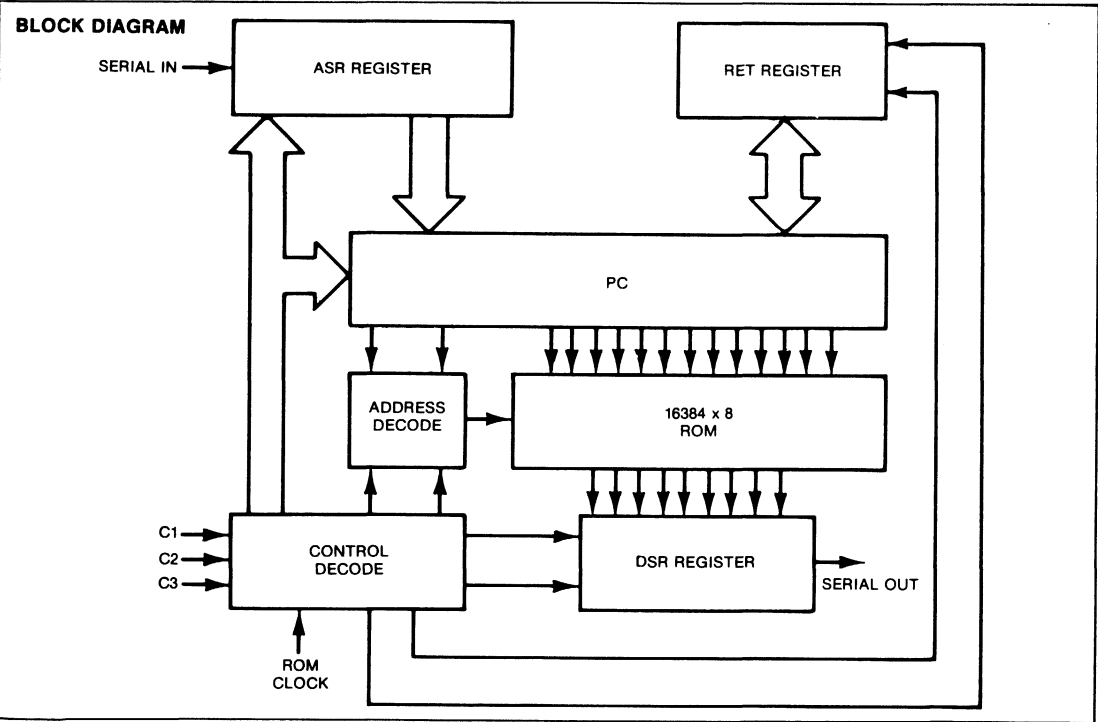 BLOCK DIAGRAM
SERIAL IN
ASR REGISTER
RET REGISTER
PC
ADDRESS
DECODE
16384 x 8
ROM
C1
C2
C3
CONTROL
DECODE
DSR REGISTER
SERIAL OUT
ROM
CLOCK